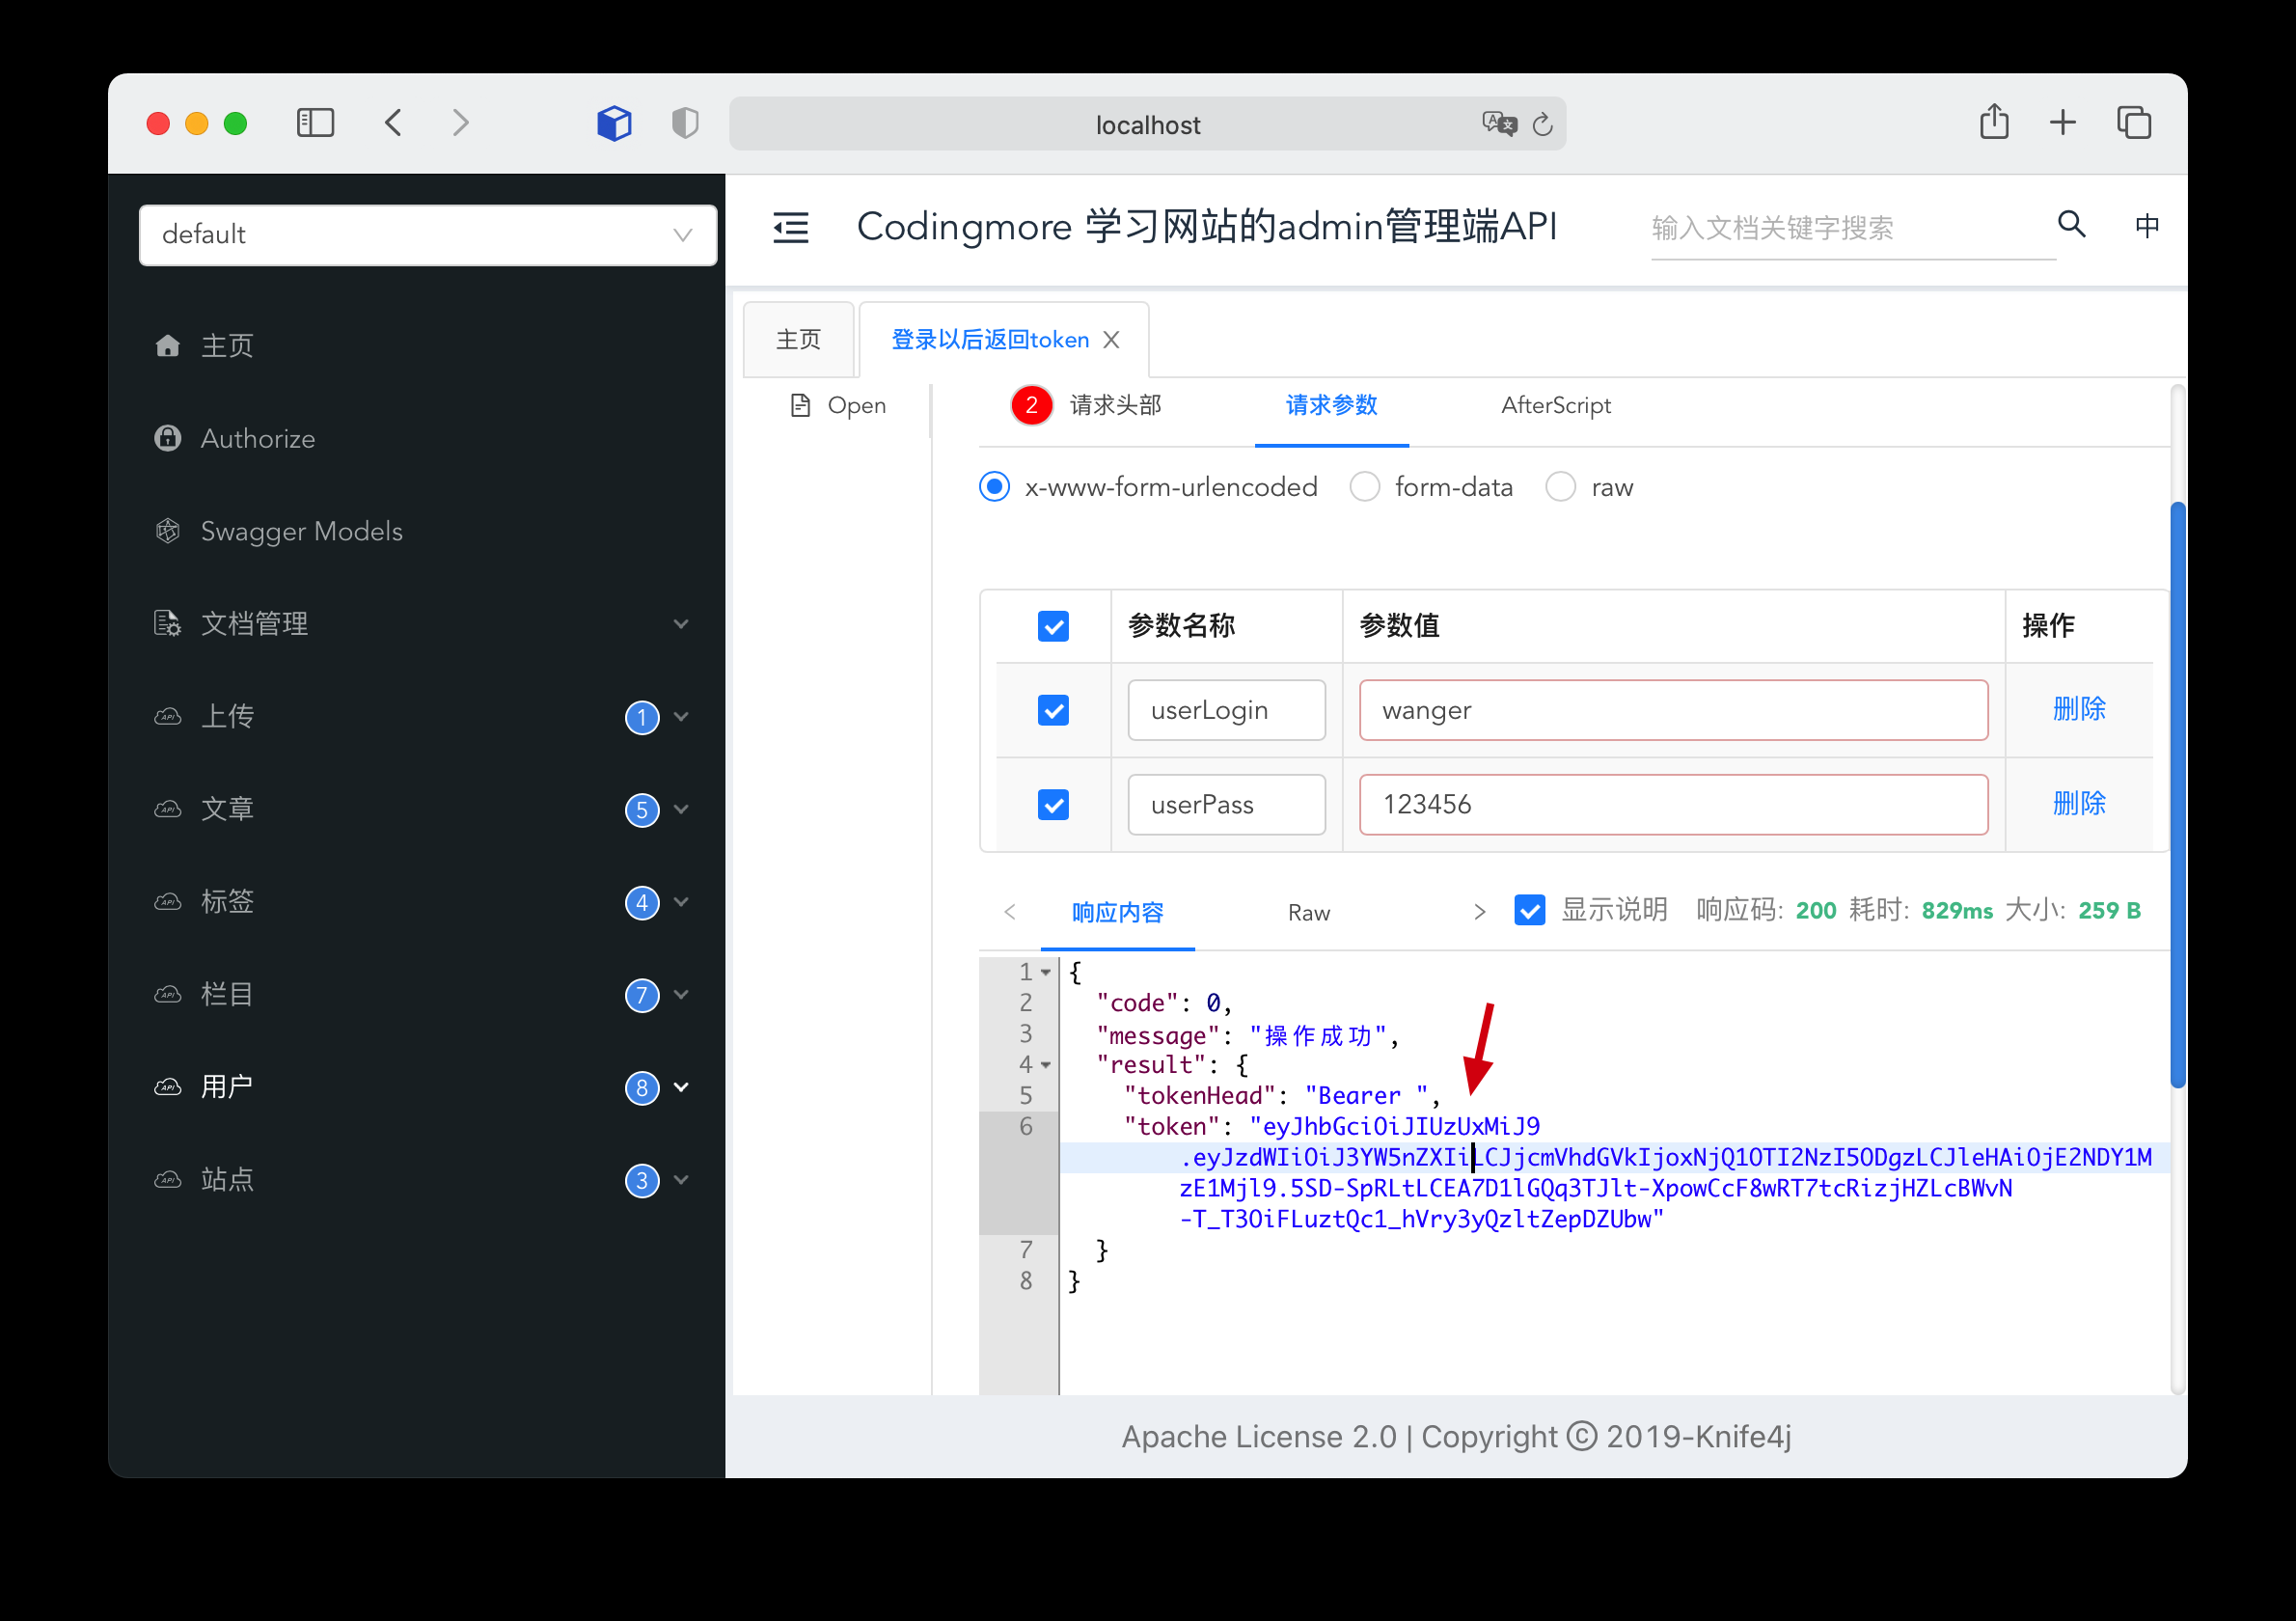 localhost
default
主页
Authorize
Swagger Models
文档管理
上传 1
文章 5
标签 4
栏目 7
用户 8
站点 3
Codingmore 学习网站的admin管理端API
输入文档关键字搜索
中
主页 登录以后返回token
Open
2 请求头部 请求参数 AfterScript
x-www-form-urlencoded form-data raw
参数名称 参数值 操作
userLogin wanger 删除
userPass 123456 删除
响应内容 Raw 显示说明 响应码: 200 耗时: 829ms 大小: 259 B
1 {
2 "code": 0,
3 "message": "操作成功",
4 "result": {
5 "tokenHead": "Bearer ",
6 "token": "eyJhbGciOiJIUzUxMiJ9
.eyJzdWIiOiJ3YW5nZXIiLCJjcmVhdGVkIjoxNjQ1OTI2NzI5ODgzLCJleHAiOjE2NDY1M
zE1Mjl9.5SD-SpRLtLCEA7D1lGQq3TJlt-XpowCcF8wRT7tcRizjHZLcBWvN
-T_T3OiFLuztQc1_hVry3yQzltZepDZUbw"
7 }
8 }
Apache License 2.0 | Copyright © 2019-Knife4j